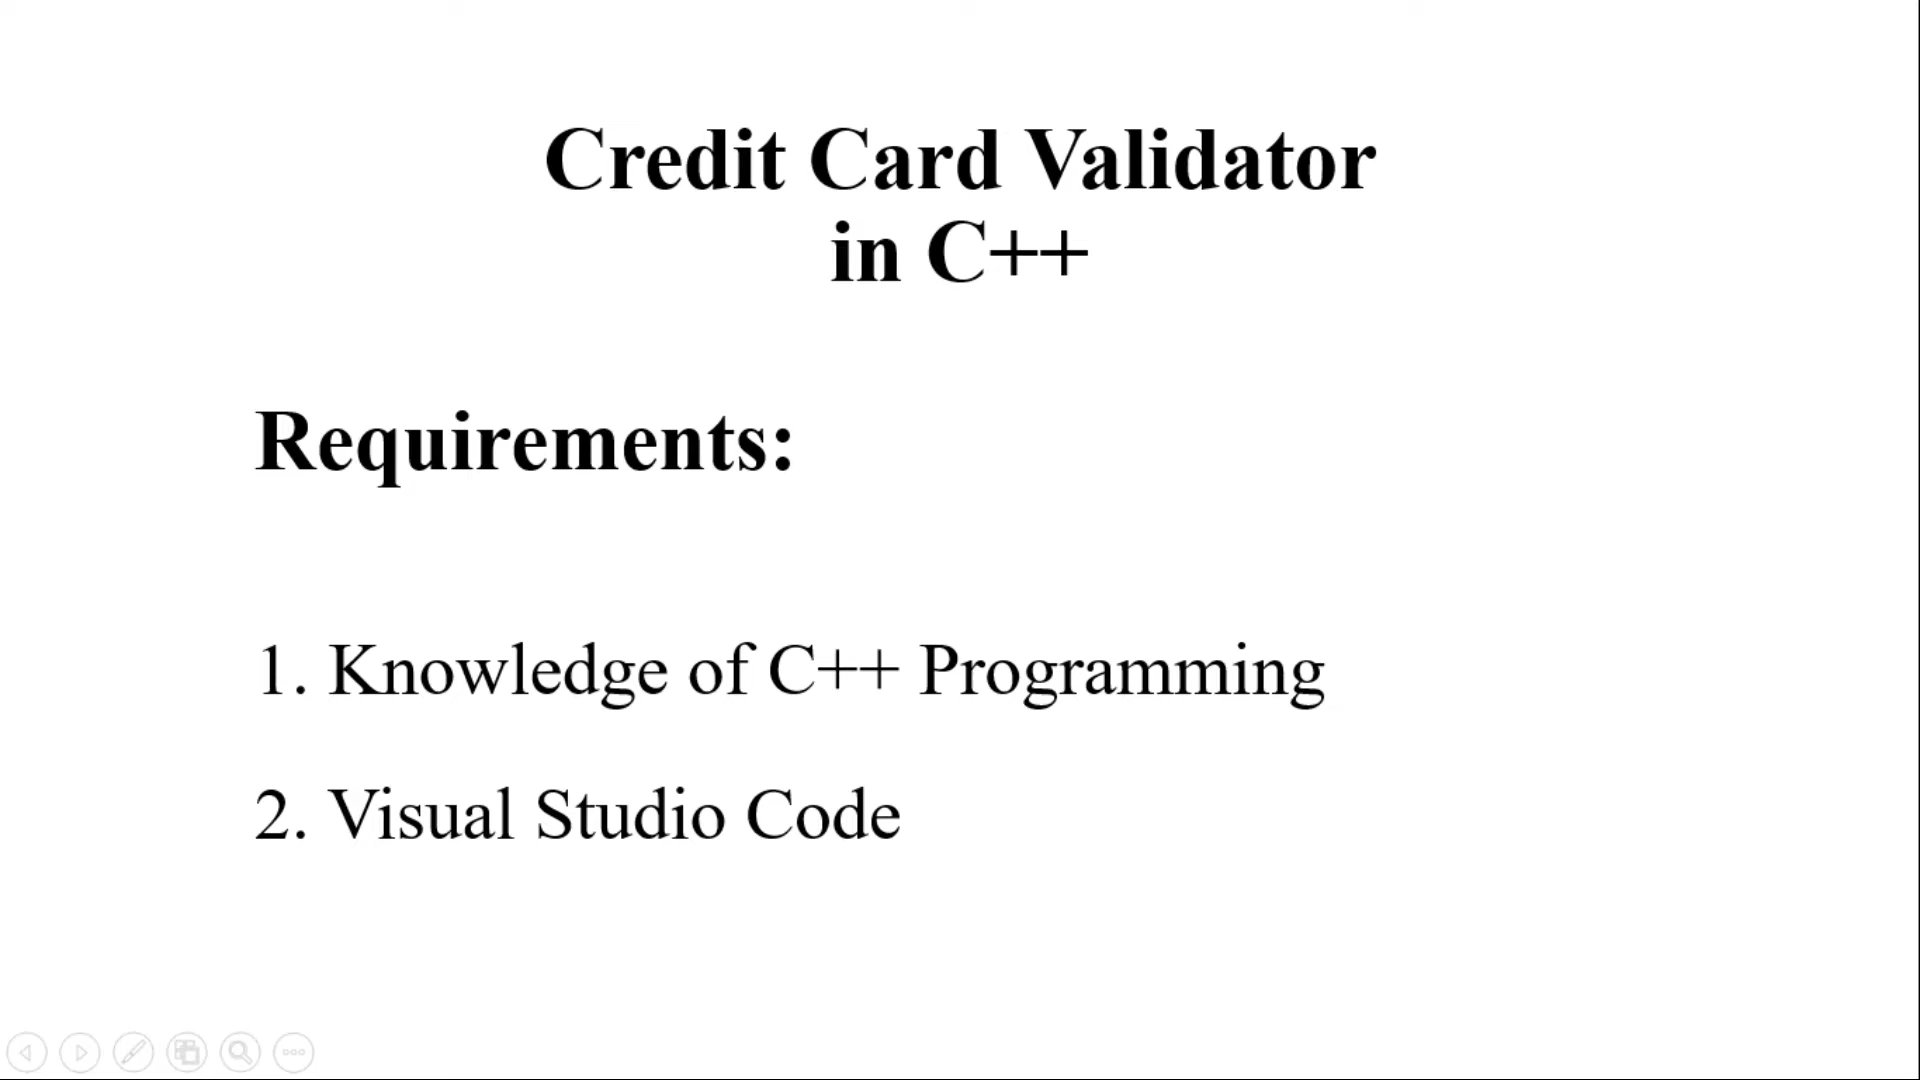 Credit Card Validator
in C++
Requirements:
1. Knowledge of C++ Programming
2. Visual Studio Code